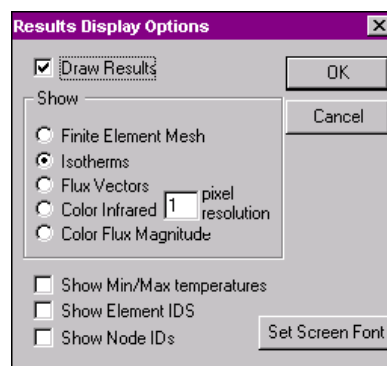 Results Display Options
Draw Results
OK
Cancel
Show
Finite Element Mesh
Isotherms
Flux Vectors
Color Infrared 1 pixel resolution
Color Flux Magnitude
Show Min/Max temperatures
Show Element IDS
Show Node IDs
Set Screen Font